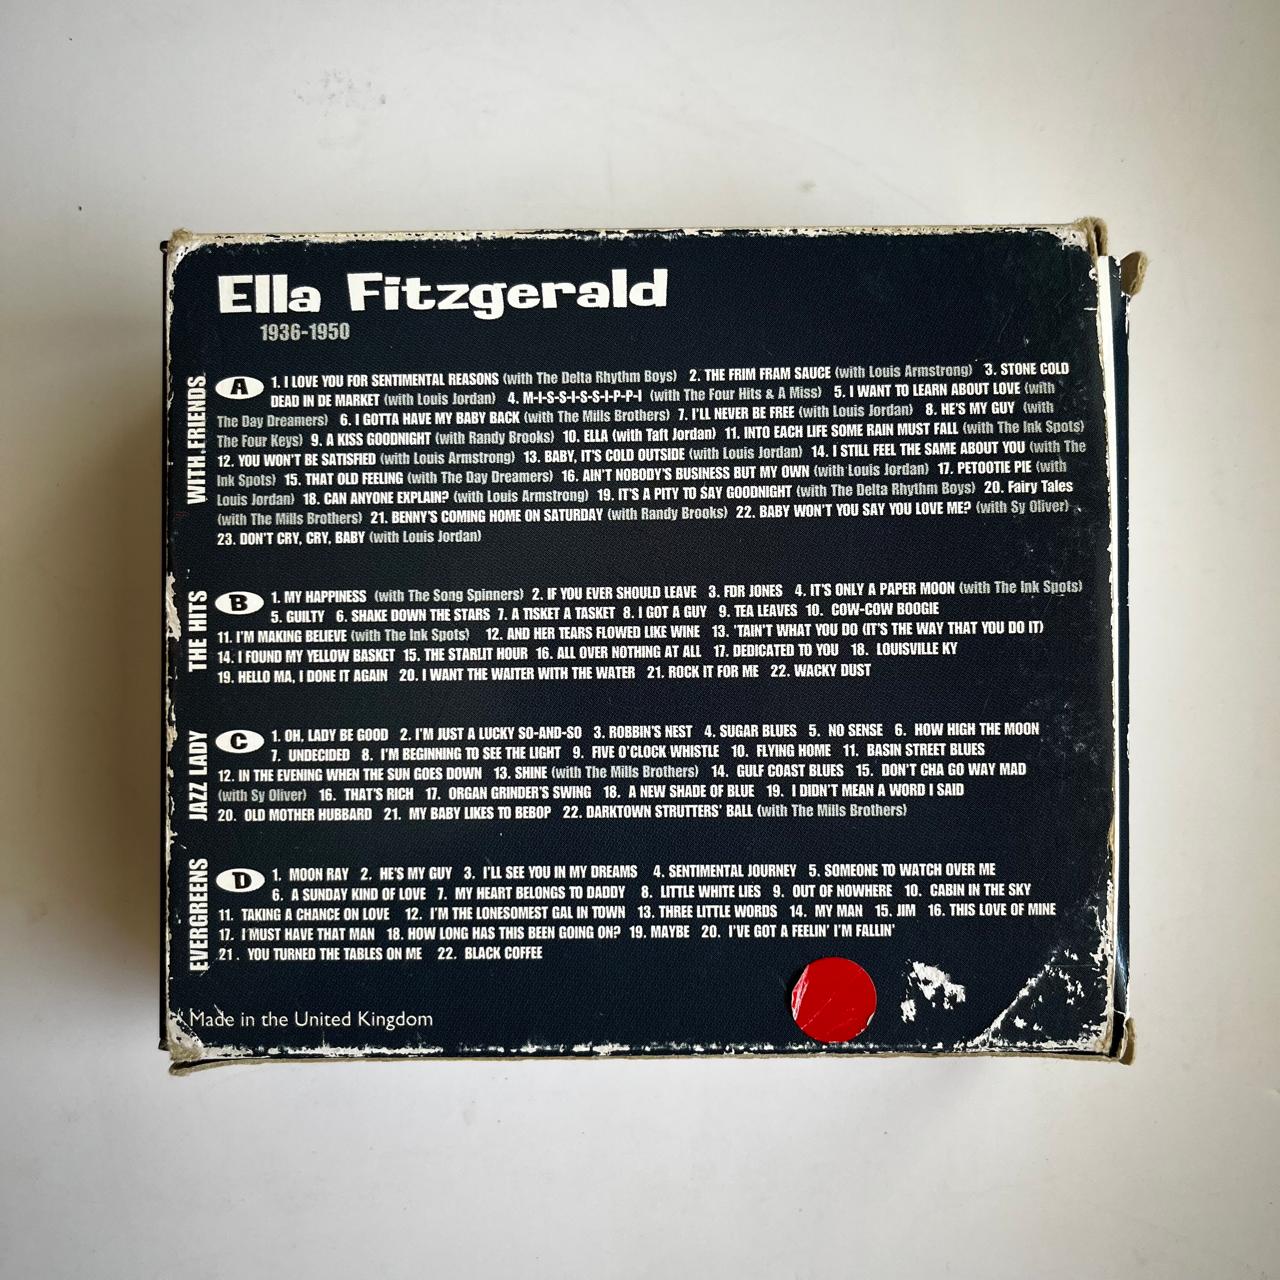 Ella Fitzgerald
1936-1950
WITH FRIENDS
A 1. I LOVE YOU FOR SENTIMENTAL REASONS (with The Delta Rhythm Boys) 2. THE FRIM FRAM SAUCE (with Louis Armstrong) 3. STONE COLD
DEAD IN DE MARKET (with Louis Jordan) 4. M-I-S-S-I-S-S-I-P-P-I (with The Four Hits & A Miss) 5. I WANT TO LEARN ABOUT LOVE (with
The Day Dreamers) 6. I GOTTA HAVE MY BABY BACK (with The Mills Brothers) 7. I'LL NEVER BE FREE (with Louis Jordan) 8. HE'S MY GUY (with
The Four Keys) 9. A KISS GOODNIGHT (with Randy Brooks) 10. ELLA (with Taft Jordan) 11. INTO EACH LIFE SOME RAIN MUST FALL (with The Ink Spots)
12. YOU WON'T BE SATISFIED (with Louis Armstrong) 13. BABY, IT'S COLD OUTSIDE (with Louis Jordan) 14. I STILL FEEL THE SAME ABOUT YOU (with The
Ink Spots) 15. THAT OLD FEELING (with The Day Dreamers) 16. AIN'T NOBODY'S BUSINESS BUT MY OWN (with Louis Jordan) 17. PETOOTIE PIE (with
Louis Jordan) 18. CAN ANYONE EXPLAIN? (with Louis Armstrong) 19. IT'S A PITY TO SAY GOODNIGHT (with The Delta Rhythm Boys) 20. Fairy Tales
(with The Mills Brothers) 21. BENNY'S COMING HOME ON SATURDAY (with Randy Brooks) 22. BABY WON'T YOU SAY YOU LOVE ME? (with Sy Oliver)
23. DON'T CRY, CRY, BABY (with Louis Jordan)
THE HITS
B 1. MY HAPPINESS (with The Song Spinners) 2. IF YOU EVER SHOULD LEAVE 3. FDR JONES 4. IT'S ONLY A PAPER MOON (with The Ink Spots)
5. GUILTY 6. SHAKE DOWN THE STARS 7. A TISKET A TASKET 8. I GOT A GUY 9. TEA LEAVES 10. COW-COW BOOGIE
11. I'M MAKING BELIEVE (with The Ink Spots) 12. AND HER TEARS FLOWED LIKE WINE 13. 'TAIN'T WHAT YOU DO (IT'S THE WAY THAT YOU DO IT)
14. I FOUND MY YELLOW BASKET 15. THE STARLIT HOUR 16. ALL OVER NOTHING AT ALL 17. DEDICATED TO YOU 18. LOUISVILLE KY
19. HELLO MA, I DONE IT AGAIN 20. I WANT THE WAITER WITH THE WATER 21. ROCK IT FOR ME 22. WACKY DUST
JAZZ LADY
C 1. OH, LADY BE GOOD 2. I'M JUST A LUCKY SO-AND-SO 3. ROBBIN'S NEST 4. SUGAR BLUES 5. NO SENSE 6. HOW HIGH THE MOON
7. UNDECIDED 8. I'M BEGINNING TO SEE THE LIGHT 9. FIVE O'CLOCK WHISTLE 10. FLYING HOME 11. BASIN STREET BLUES
12. IN THE EVENING WHEN THE SUN GOES DOWN 13. SHINE (with The Mills Brothers) 14. GULF COAST BLUES 15. DON'T CHA GO WAY MAD
(with Sy Oliver) 16. THAT'S RICH 17. ORGAN GRINDER'S SWING 18. A NEW SHADE OF BLUE 19. I DIDN'T MEAN A WORD I SAID
20. OLD MOTHER HUBBARD 21. MY BABY LIKES TO BEBOP 22. DARKTOWN STRUTTERS' BALL (with The Mills Brothers)
EVERGREENS
D 1. MOON RAY 2. HE'S MY GUY 3. I'LL SEE YOU IN MY DREAMS 4. SENTIMENTAL JOURNEY 5. SOMEONE TO WATCH OVER ME
6. A SUNDAY KIND OF LOVE 7. MY HEART BELONGS TO DADDY 8. LITTLE WHITE LIES 9. OUT OF NOWHERE 10. CABIN IN THE SKY
11. TAKING A CHANCE ON LOVE 12. I'M THE LONESOMEST GAL IN TOWN 13. THREE LITTLE WORDS 14. MY MAN 15. JIM 16. THIS LOVE OF MINE
17. I MUST HAVE THAT MAN 18. HOW LONG HAS THIS BEEN GOING ON? 19. MAYBE 20. I'VE GOT A FEELIN' I'M FALLIN'
21. YOU TURNED THE TABLES ON ME 22. BLACK COFFEE
Made in the United Kingdom